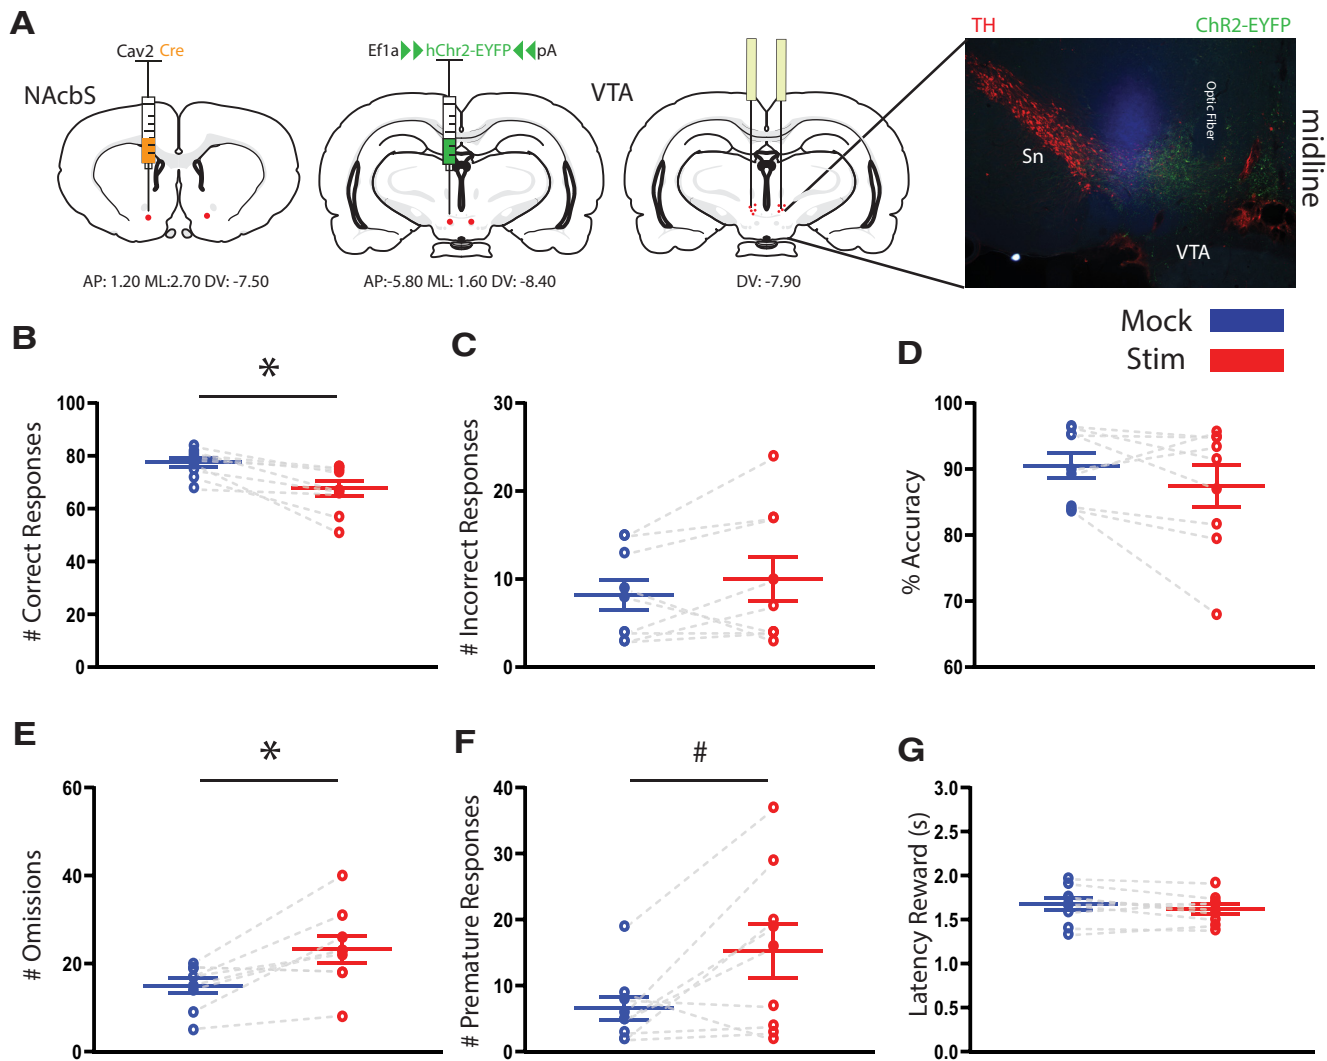 A
Cav2 Cre
NAcbS
AP: 1.20 ML:2.70 DV: -7.50
Ef1a hChr2-EYFP pA
VTA
AP:-5.80 ML: 1.60 DV: -8.40
DV: -7.90
TH
ChR2-EYFP
Optic Fiber
Sn
VTA
midline
Mock
Stim
B
*
# Correct Responses
100
80
60
40
20
0
C
# Incorrect Responses
30
20
10
0
D
% Accuracy
100
90
80
70
60
E
*
# Omissions
60
40
20
0
F
#
# Premature Responses
40
30
20
10
0
G
Latency Reward (s)
3.0
2.5
2.0
1.5
1.0
0.5
0.0